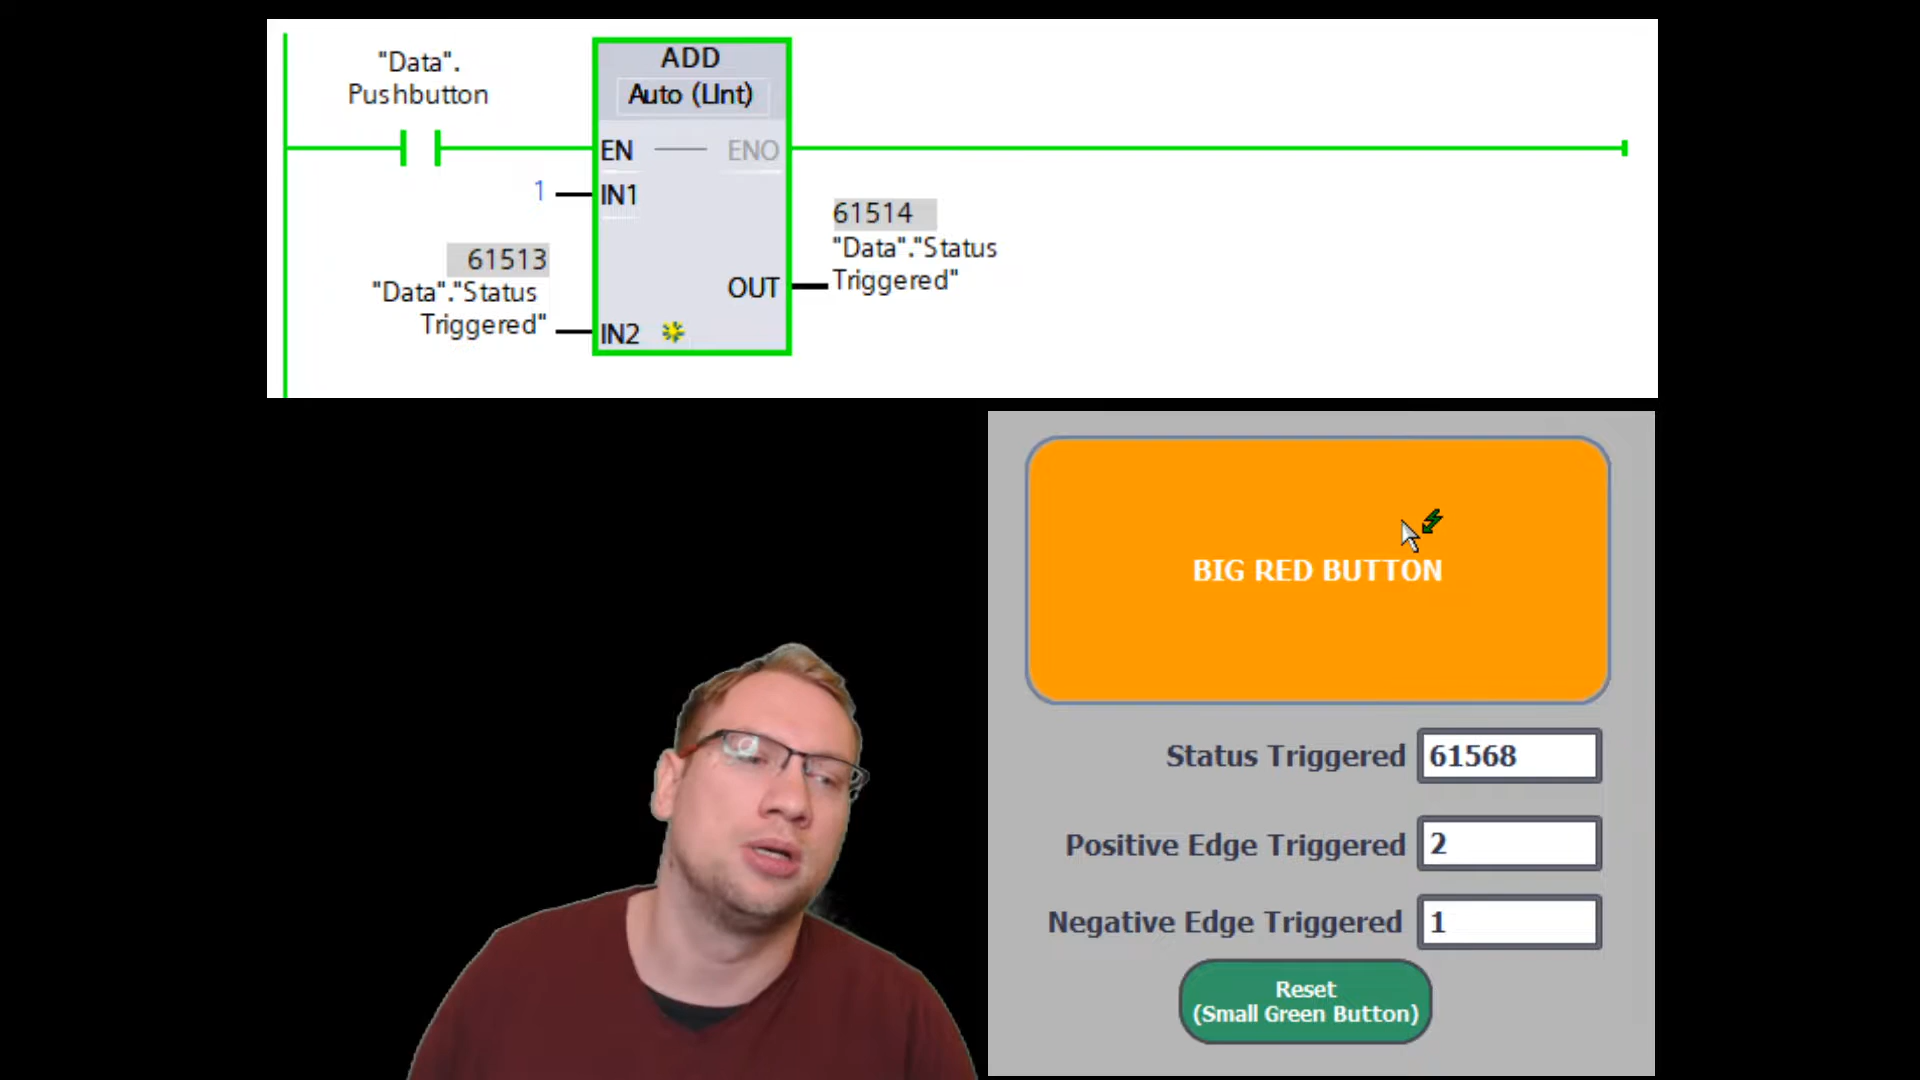 "Data".
Pushbutton
ADD
Auto (LInt)
EN
ENO
1
IN1
61514
"Data"."Status
Triggered"
61513
"Data"."Status
Triggered"
OUT
IN2
BIG RED BUTTON
Status Triggered 61568
Positive Edge Triggered 2
Negative Edge Triggered 1
Reset
(Small Green Button)